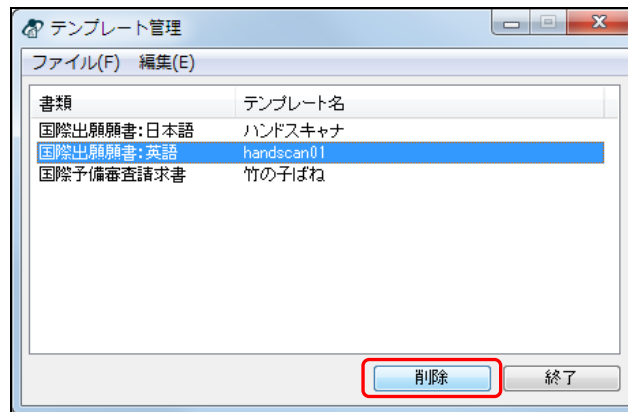 テンプレート管理
ファイル(F) 編集(E)
書類 テンプレート名
国際出願願書:日本語 ハンドスキャナ
国際出願願書:英語 handscan01
国際予備審査請求書 竹の子ばね
削除 終了